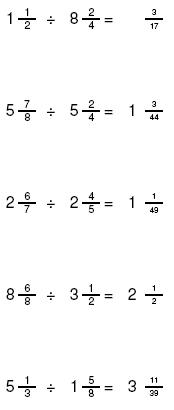 1 1/2 ÷ 8 2/4 = 3/17
5 7/8 ÷ 5 2/4 = 1 3/44
2 6/7 ÷ 2 4/5 = 1 1/49
8 6/8 ÷ 3 1/2 = 2 1/2
5 1/3 ÷ 1 5/8 = 3 11/39